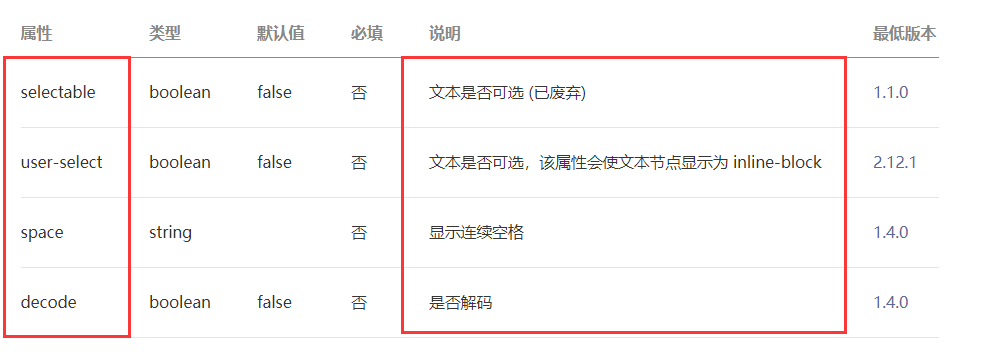 属性 类型 默认值 必填 说明 最低版本
selectable boolean false 否 文本是否可选 (已废弃) 1.1.0
user-select boolean false 否 文本是否可选，该属性会使文本节点显示为 inline-block 2.12.1
space string 否 显示连续空格 1.4.0
decode boolean false 否 是否解码 1.4.0